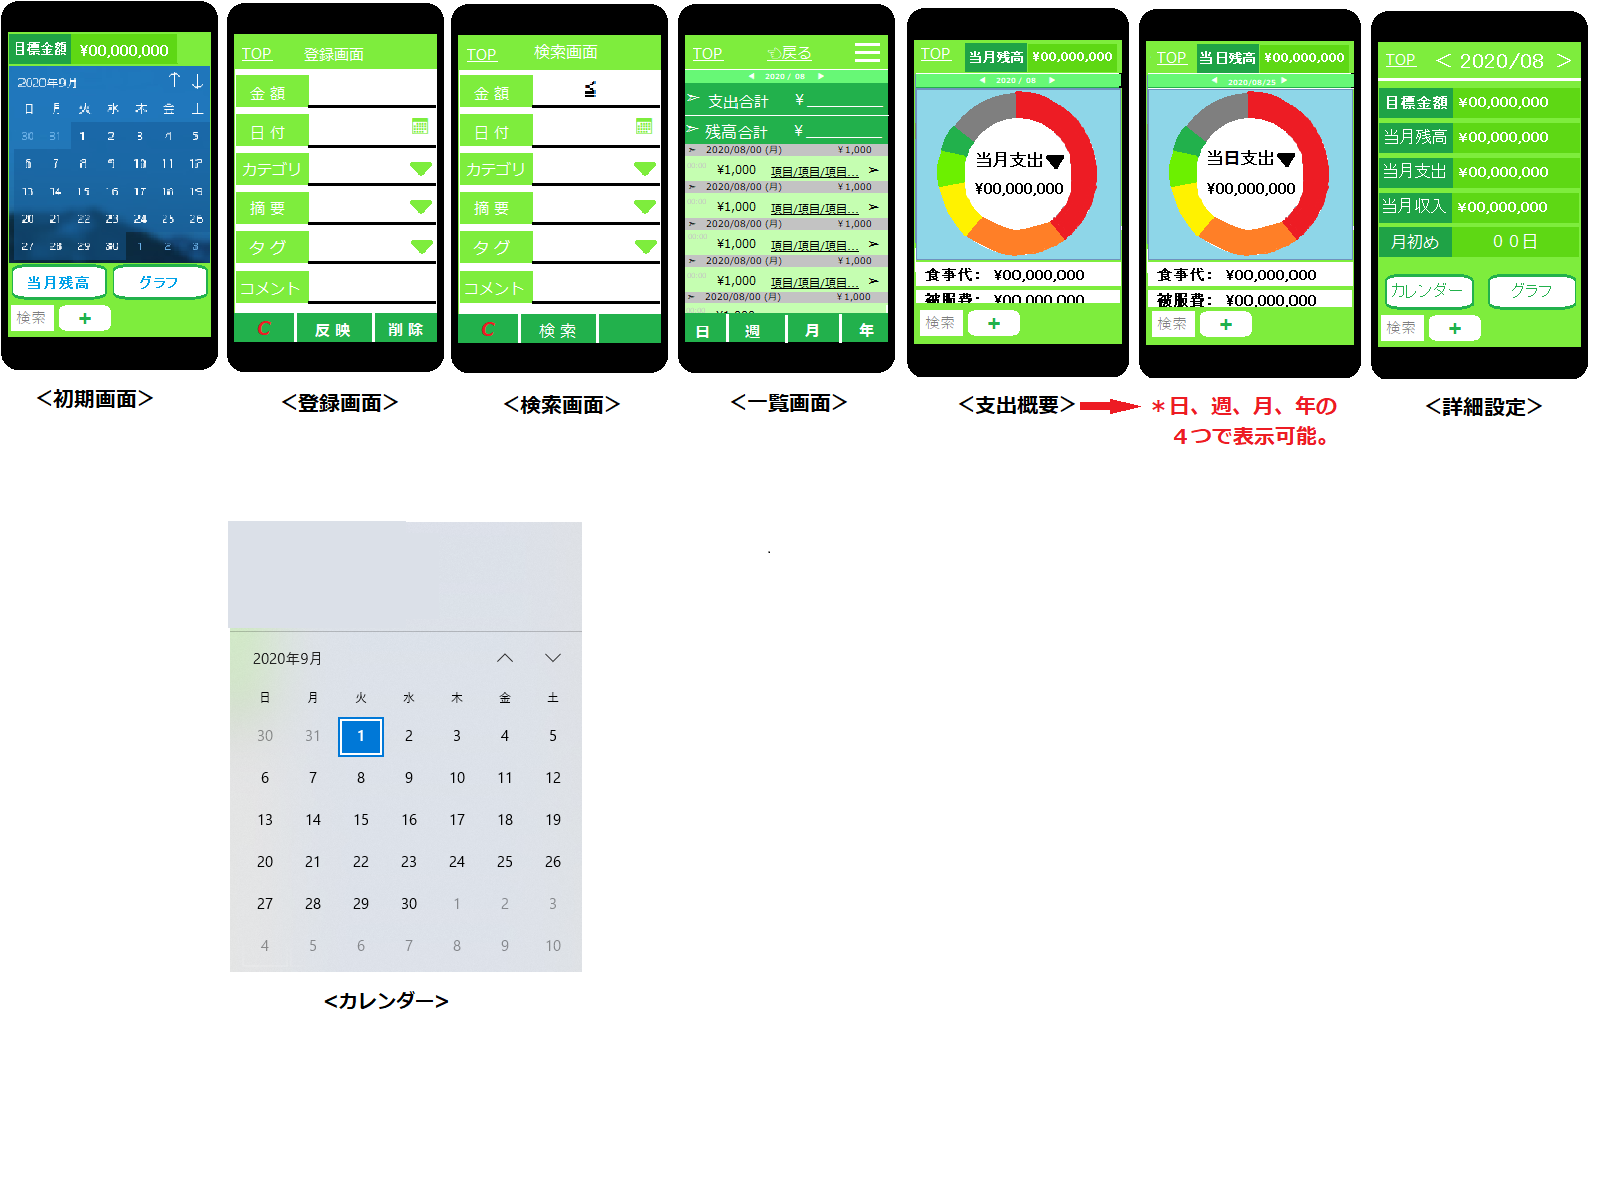 目標金額 ¥00,000,000
2020年9月 ↑ ↓
日 月 火 水 木 金 土
30 31 1 2 3 4 5
6 7 8 9 10 11 12
13 14 15 16 17 18 19
20 21 22 23 24 25 26
27 28 29 30 1 2 3
当月残高 グラフ
検索 +
<初期画面>
TOP 登録画面
金額
日付
カテゴリ
摘要
タグ
コメント
C 反映 削除
<登録画面>
TOP 検索画面
金額 ≦
日付
カテゴリ
摘要
タグ
コメント
C 検索
<検索画面>
TOP 戻る
◀ 2020 / 08 ▶
➢ 支出合計 ¥
➢ 残高合計 ¥
➢ 2020/08/00 (月) ¥1,000
00:00 ¥1,000 項目/項目/項目... ➢
➢ 2020/08/00 (月) ¥1,000
00:00 ¥1,000 項目/項目/項目... ➢
➢ 2020/08/00 (月) ¥1,000
00:00 ¥1,000 項目/項目/項目... ➢
➢ 2020/08/00 (月) ¥1,000
00:00 ¥1,000 項目/項目/項目... ➢
➢ 2020/08/00 (月) ¥1,000
日 週 月 年
<一覧画面>
TOP 当月残高 ¥00,000,000
◀ 2020 / 08 ▶
当月支出▼
¥00,000,000
食事代: ¥00,000,000
被服費: ¥00,000,000
検索 +
<支出概要>
TOP 当日残高 ¥00,000,000
◀ 2020/08/25 ▶
当日支出▼
¥00,000,000
食事代: ¥00,000,000
被服費: ¥00,000,000
検索 +
＊日、週、月、年の
４つで表示可能。
TOP < 2020/08 >
目標金額 ¥00,000,000
当月残高 ¥00,000,000
当月支出 ¥00,000,000
当月収入 ¥00,000,000
月初め 00日
カレンダー グラフ
検索 +
<詳細設定>
2020年9月
日 月 火 水 木 金 土
30 31 1 2 3 4 5
6 7 8 9 10 11 12
13 14 15 16 17 18 19
20 21 22 23 24 25 26
27 28 29 30 1 2 3
4 5 6 7 8 9 10
<カレンダー>